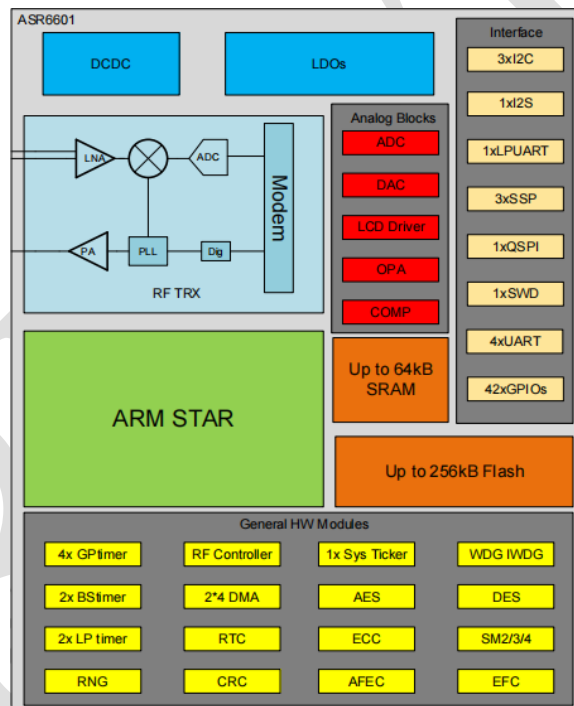 ASR6601
DCDC
LDOs
Interface
3xI2C
1xI2S
1xLPUART
3xSSP
1xQSPI
1xSWD
4xUART
42xGPIOs
LNA
ADC
Modem
PA
PLL
Dig
RF TRX
Analog Blocks
ADC
DAC
LCD Driver
OPA
COMP
ARM STAR
Up to 64kB
SRAM
Up to 256kB Flash
General HW Modules
4x GPtimer
RF Controller
1x Sys Ticker
WDG IWDG
2x BStimer
2*4 DMA
AES
DES
2x LP timer
RTC
ECC
SM2/3/4
RNG
CRC
AFEC
EFC